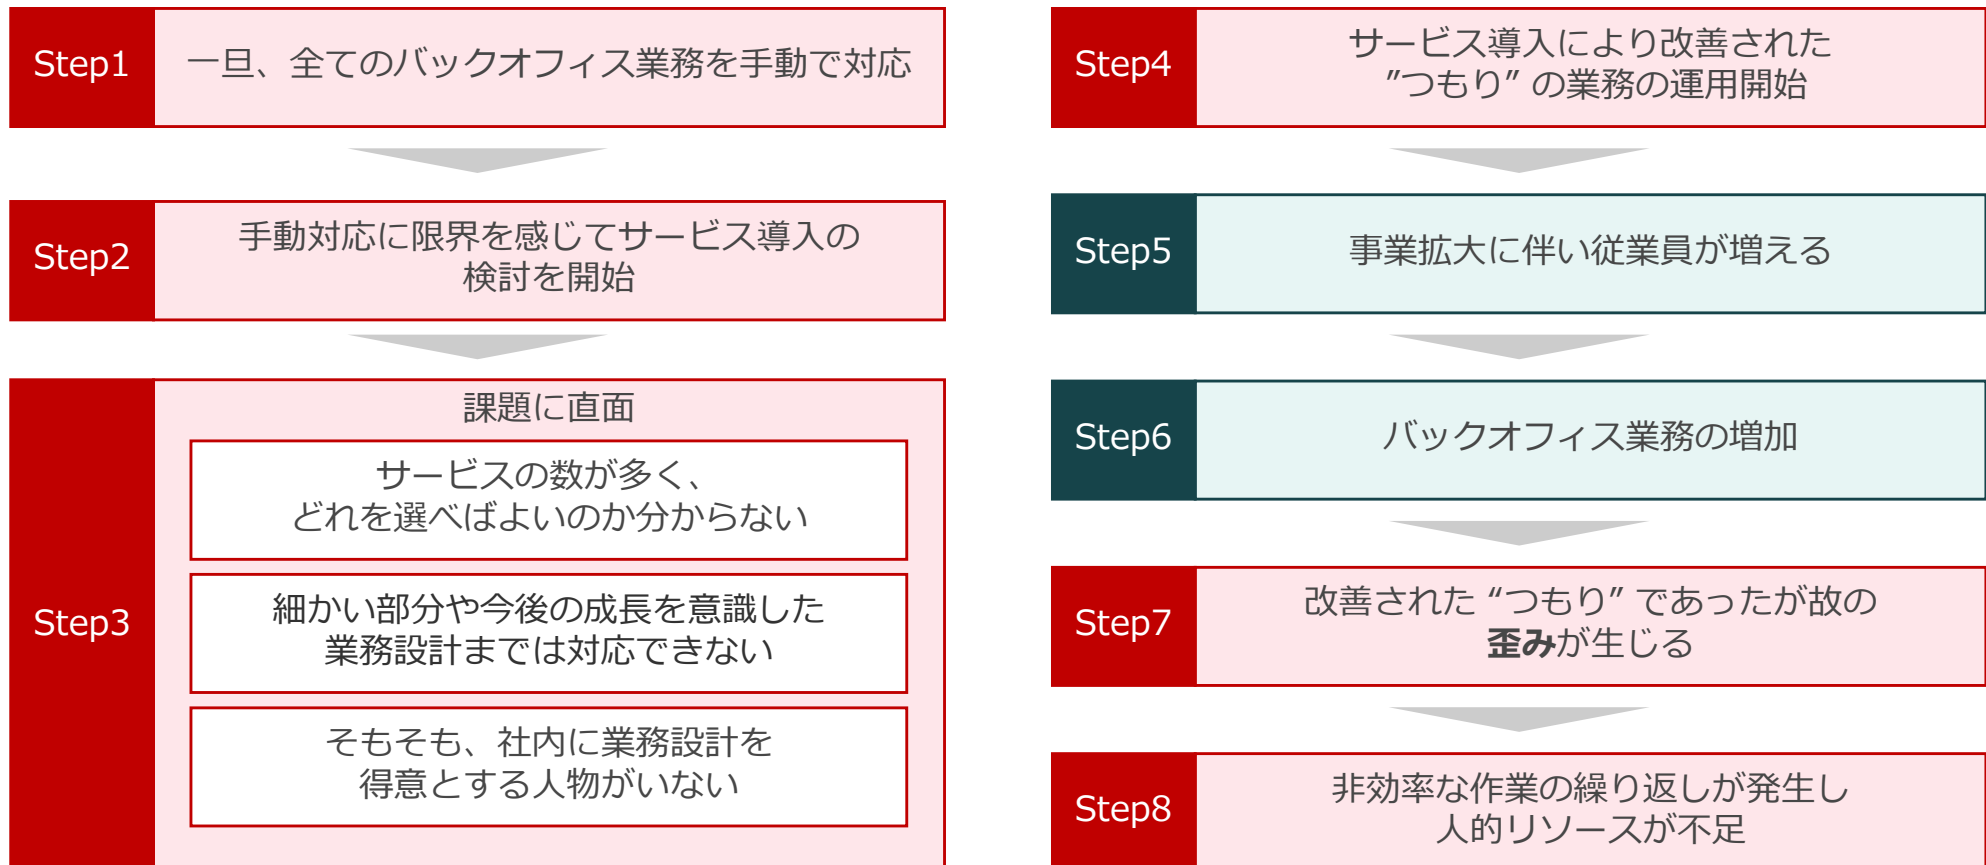 Step1
一旦、全てのバックオフィス業務を手動で対応
Step2
手動対応に限界を感じてサービス導入の
検討を開始
Step3
課題に直面
サービスの数が多く、
どれを選べばよいのか分からない
細かい部分や今後の成長を意識した
業務設計までは対応できない
そもそも、社内に業務設計を
得意とする人物がいない
Step4
サービス導入により改善された
”つもり” の業務の運用開始
Step5
事業拡大に伴い従業員が増える
Step6
バックオフィス業務の増加
Step7
改善された “つもり” であったが故の
歪みが生じる
Step8
非効率な作業の繰り返しが発生し
人的リソースが不足